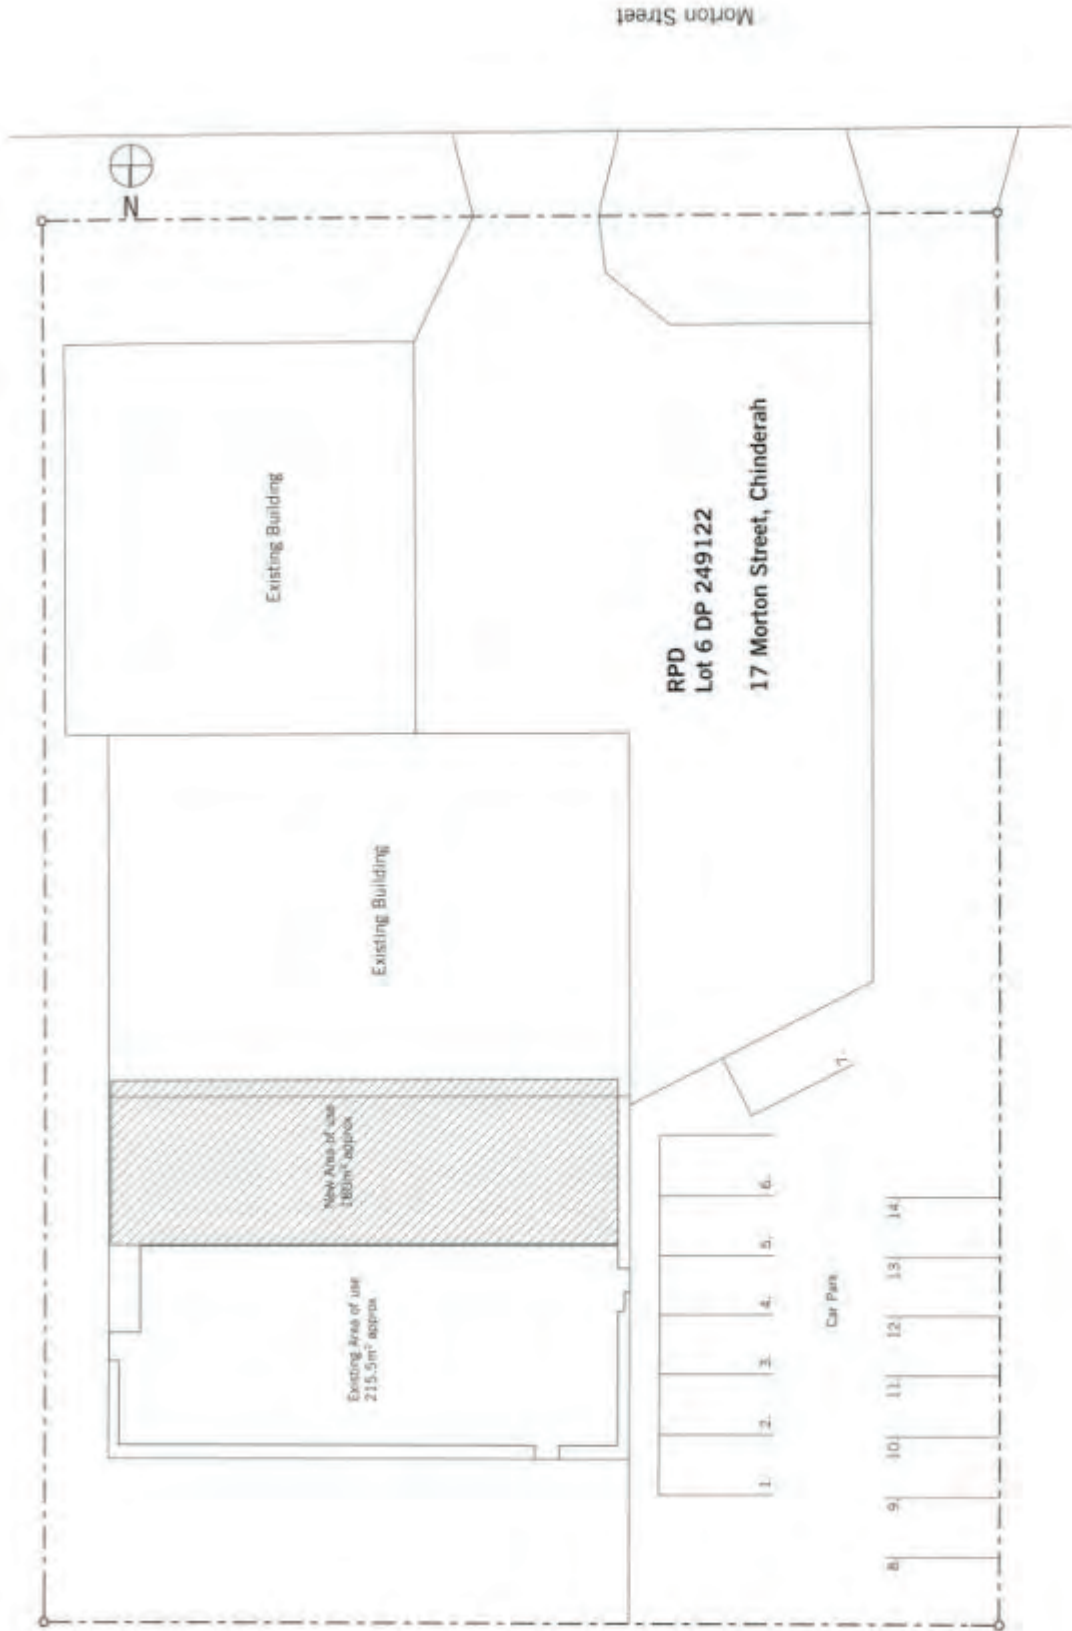 Morton Street
N
Existing Building
RPD
Lot 6 DP 249122
17 Morton Street, Chinderah
Existing Building
New Area of use
180m² approx
Existing Area of use
215.5m² approx
1.
2.
3.
4.
5.
6.
7.
Car Park
8.
9.
10.
11.
12.
13.
14.